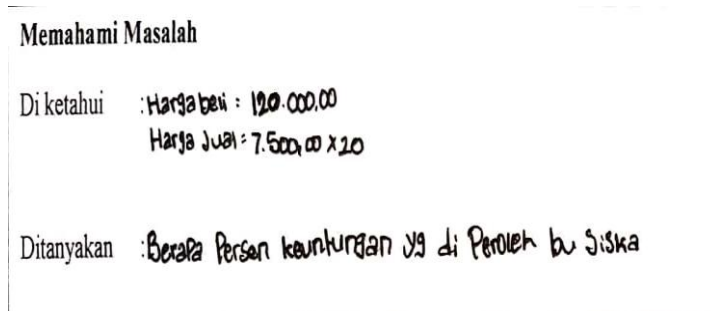 Memahami Masalah
Di ketahui : Harga beli : 120.000,00
Harga Jual : 7.500,00 x 20
Ditanyakan : Berapa Persen keuntungan yg di Peroleh bu Siska